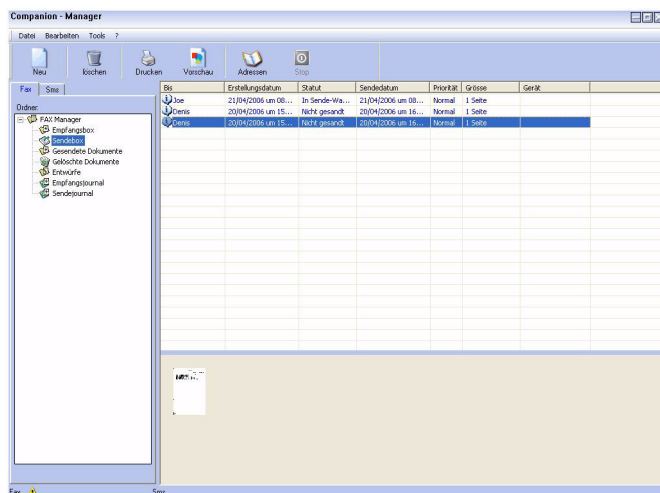 Companion - Manager
Datei Bearbeiten Tools ?
Neu löschen Drucken Vorschau Adressen Stop
Fax Sms
Ordner:
FAX Manager
Empfangsbox
Sendebox
Gesendete Dokumente
Gelöschte Dokumente
Entwürfe
Empfangsjournal
Sendejournal
Bis Erstellungsdatum Statut Sendedatum Priorität Grösse Gerät
Joe 21/04/2006 um 08... In Sende-Wa... 21/04/2006 um 08... Normal 1 Seite
Denis 20/04/2006 um 15... Nicht gesandt 20/04/2006 um 16... Normal 1 Seite
Denis 20/04/2006 um 15... Nicht gesandt 20/04/2006 um 16... Normal 1 Seite
Fax Sms